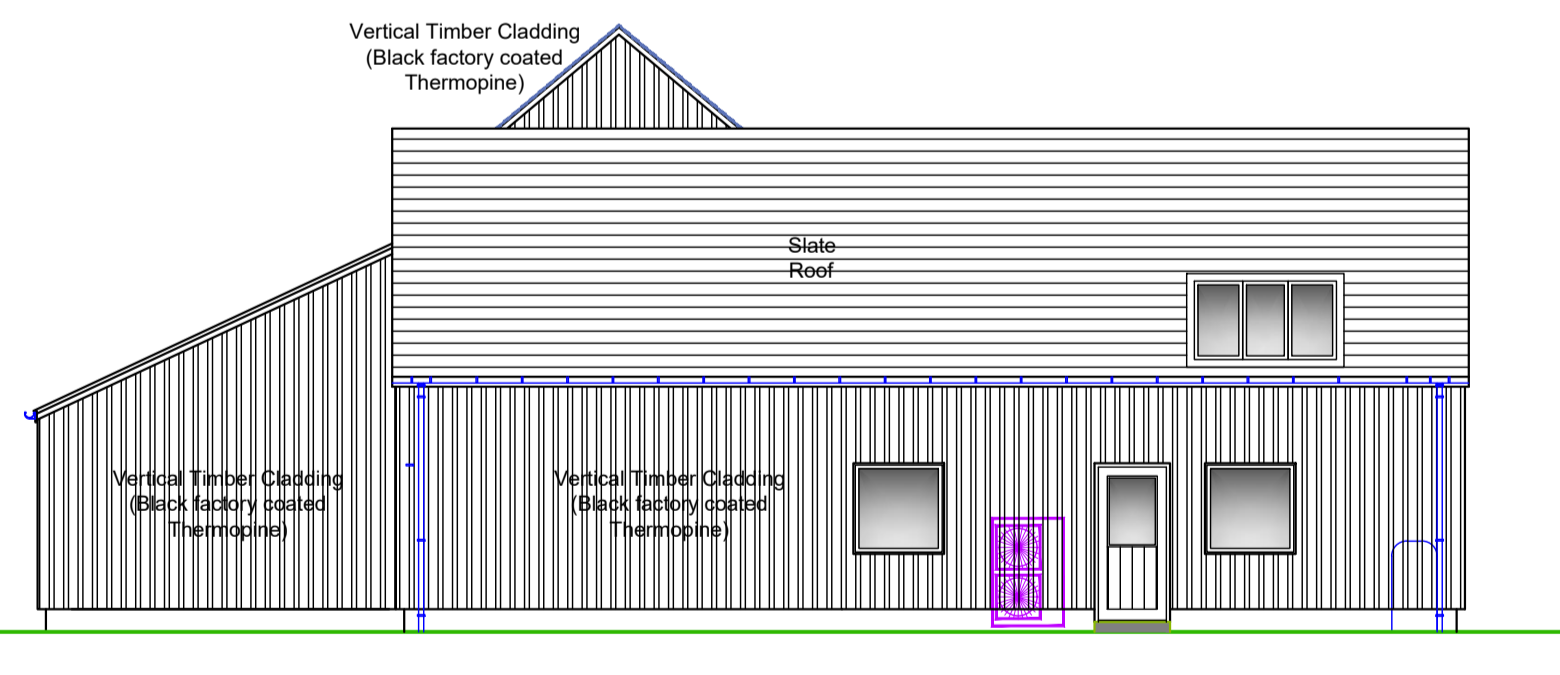 Vertical Timber Cladding
(Black factory coated
Thermopine)
Slate
Roof
Vertical Timber Cladding
(Black factory coated
Thermopine)
Vertical Timber Cladding
(Black factory coated
Thermopine)